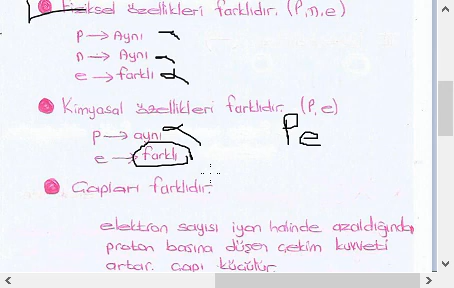 Fiziksel özellikleri farklıdır. (P,n,e)
P → Aynı
n → Aynı
e → farklı
Kimyasal özellikleri farklıdır. (P,e)
P → aynı
e → farklı
Pe
Çapları farklıdır.
elektron sayısı iyon halinde azaldığında
proton başına düşen çekim kuvveti
artar. Çapı küçülür.